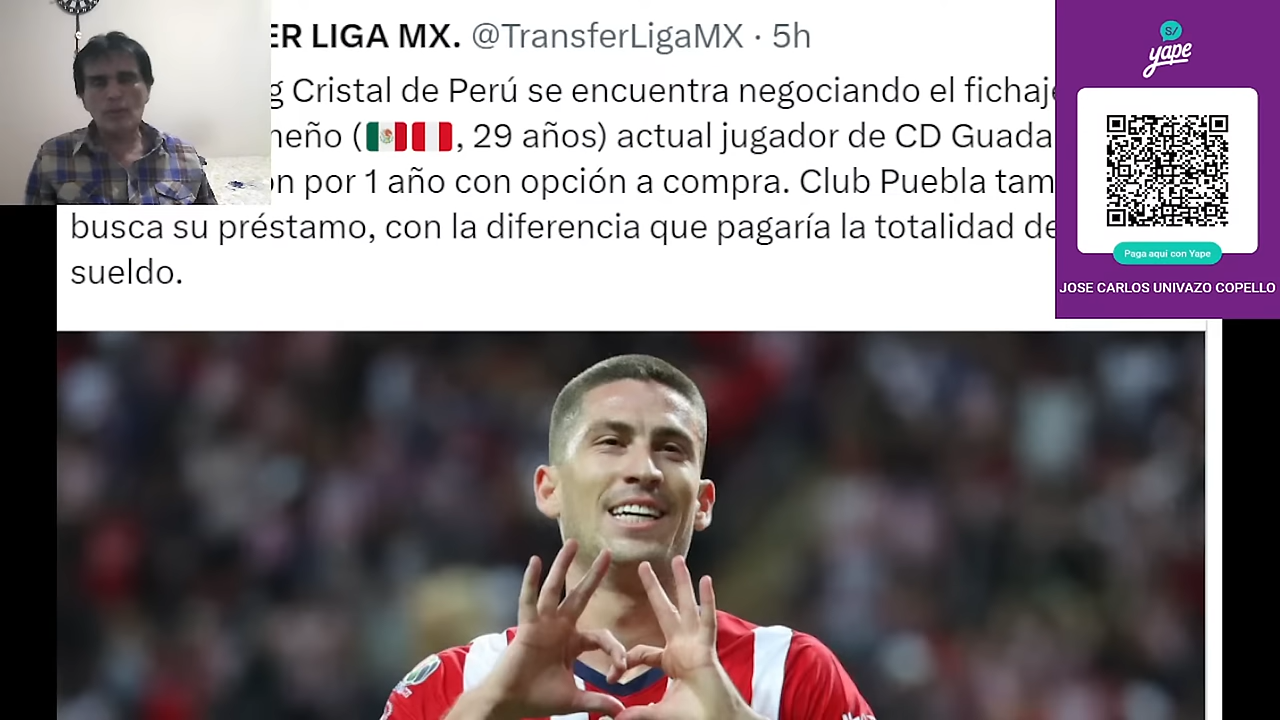 ER LIGA MX. @TransferLigaMX · 5h
g Cristal de Perú se encuentra negociando el fichaje
meño (🇲🇽🇵🇪, 29 años) actual jugador de CD Guada
ón por 1 año con opción a compra. Club Puebla tam
busca su préstamo, con la diferencia que pagaría la totalidad de
sueldo.
S/
yape
Paga aquí con Yape
JOSE CARLOS UNIVAZO COPELLO